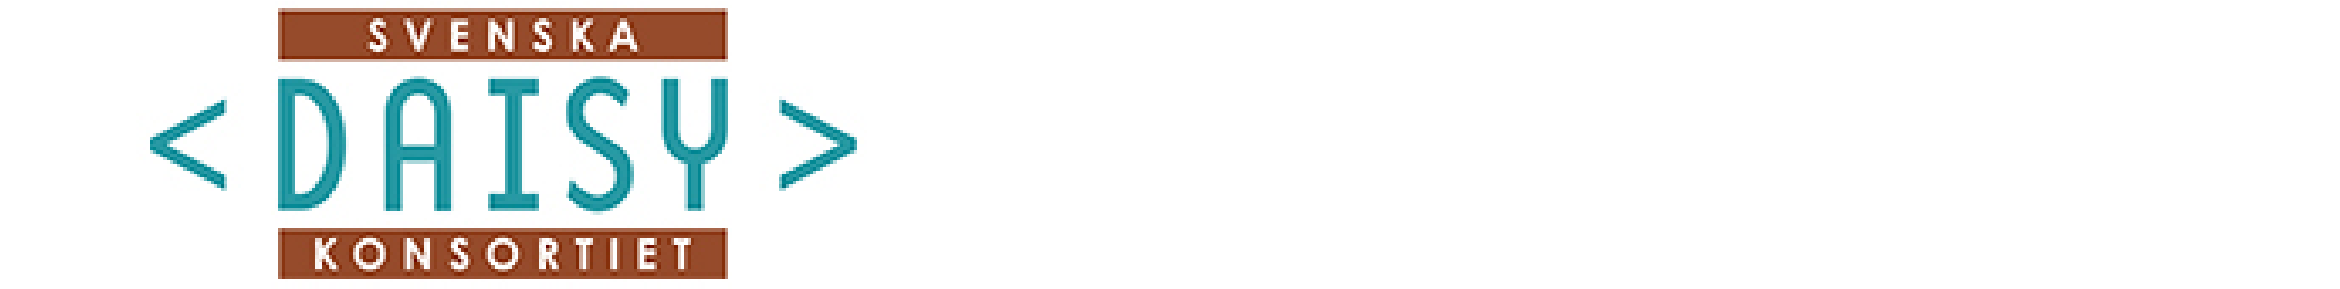 SVENSKA
< DAISY >
KONSORTIET